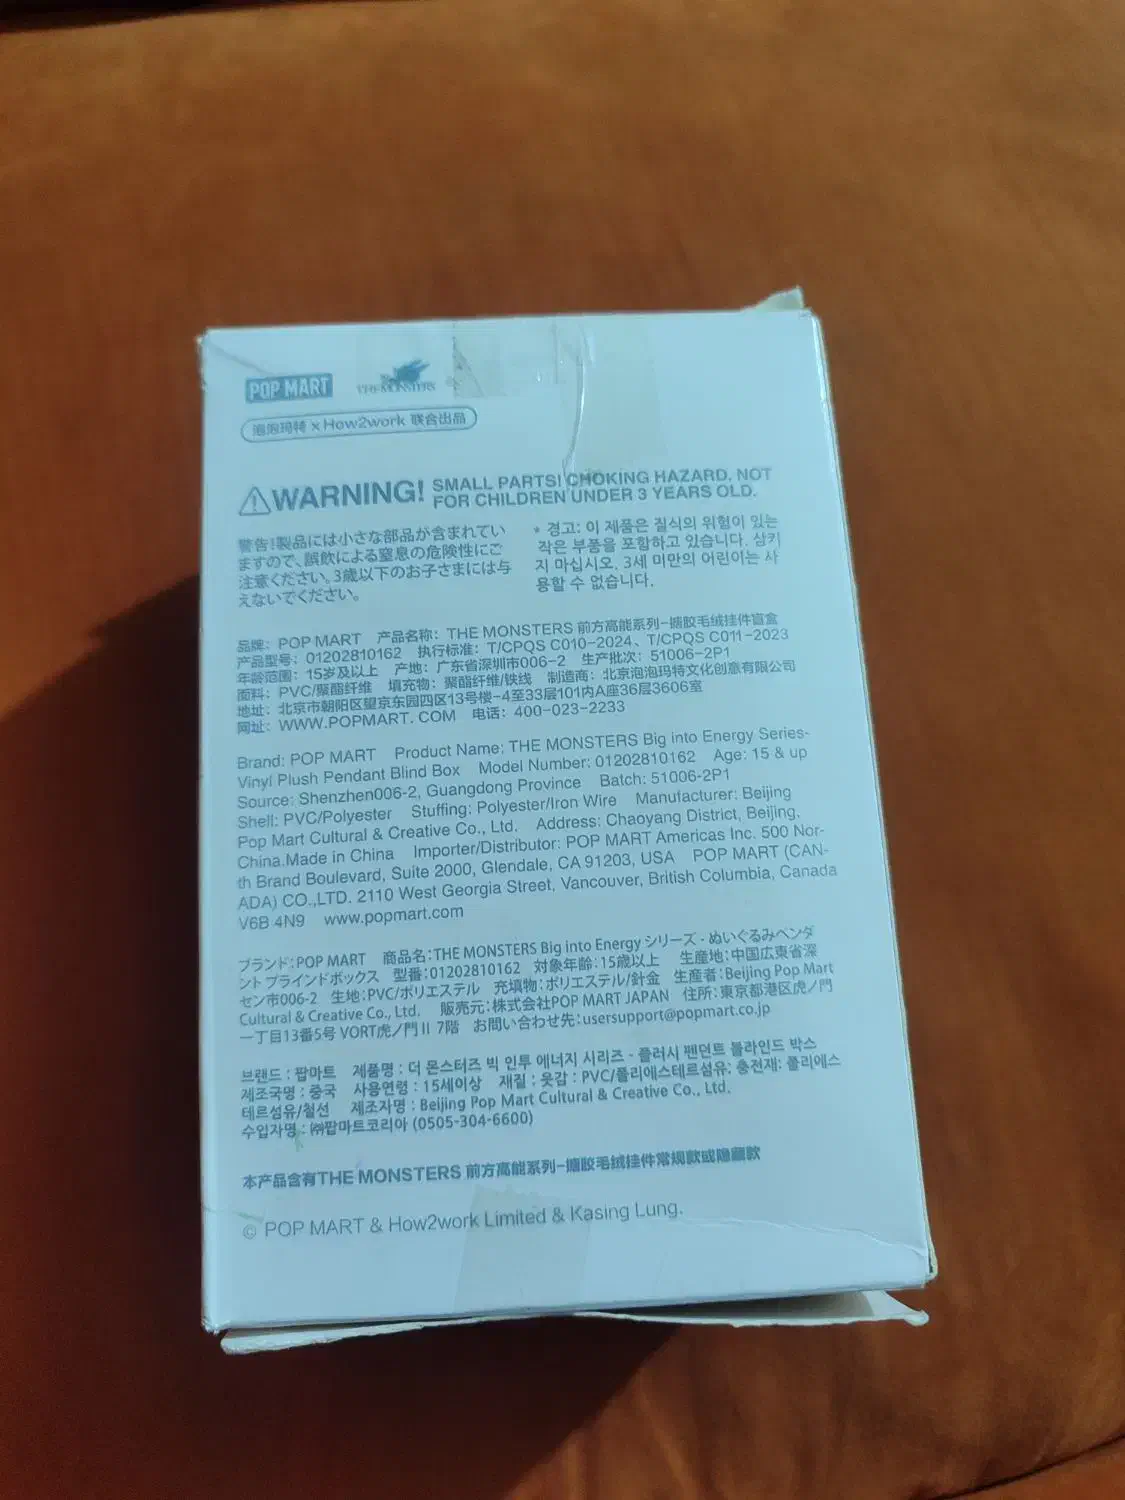 POP MART THE MONSTERS
泡泡玛特 x How2work 联合出品
WARNING! SMALL PARTS! CHOKING HAZARD. NOT
FOR CHILDREN UNDER 3 YEARS OLD.
警告!製品には小さな部品が含まれてい
ますので、誤飲による窒息の危険性にご
注意ください。3歳以下のお子さまには与
えないでください。
* 경고: 이 제품은 질식의 위험이 있는
작은 부품을 포함하고 있습니다. 삼키
지 마십시오. 3세 미만의 어린이는 사
용할 수 없습니다.
品牌: POP MART 产品名称: THE MONSTERS 前方高能系列-搪胶毛绒挂件盲盒
产品型号: 01202810162 执行标准: T/CPQS C010-2024、T/CPQS C011-2023
年龄范围: 15岁及以上 产地: 广东省深圳市006-2 生产批次: 51006-2P1
面料: PVC/聚酯纤维 填充物: 聚酯纤维/铁线 制造商: 北京泡泡玛特文化创意有限公司
地址: 北京市朝阳区望京东园四区13号楼-4至33层101内A座36层3606室
网址: WWW.POPMART.COM 电话: 400-023-2233
Brand: POP MART Product Name: THE MONSTERS Big into Energy Series-
Vinyl Plush Pendant Blind Box Model Number: 01202810162 Age: 15 & up
Source: Shenzhen006-2, Guangdong Province Batch: 51006-2P1
Shell: PVC/Polyester Stuffing: Polyester/Iron Wire Manufacturer: Beijing
Pop Mart Cultural & Creative Co., Ltd. Address: Chaoyang District, Beijing,
China.Made in China Importer/Distributor: POP MART Americas Inc. 500 Nor-
th Brand Boulevard, Suite 2000, Glendale, CA 91203, USA POP MART (CAN-
ADA) CO.,LTD. 2110 West Georgia Street, Vancouver, British Columbia, Canada
V6B 4N9 www.popmart.com
ブランド:POP MART 商品名:THE MONSTERS Big into Energy シリーズ - ぬいぐるみペンダ
ント ブラインドボックス 型番:01202810162 対象年齢:15歳以上 生産地:中国広東省深
セン市006-2 生地:PVC/ポリエステル 充填物:ポリエステル/針金 生産者:Beijing Pop Mart
Cultural & Creative Co., Ltd. 販売元:株式会社POP MART JAPAN 住所:東京都港区虎ノ門
一丁目13番5号 VORT虎ノ門Ⅱ 7階 お問い合わせ先:usersupport@popmart.co.jp
브랜드 : 팝마트 제품명 : 더 몬스터즈 빅 인투 에너지 시리즈 - 플러시 펜던트 블라인드 박스
제조국명 : 중국 사용연령 : 15세이상 재질 : 옷감 : PVC/폴리에스테르섬유; 충전재: 폴리에스
테르섬유/철선 제조자명 : Beijing Pop Mart Cultural & Creative Co., Ltd.
수입자명 : ㈜팝마트코리아 (0505-304-6600)
本产品含有THE MONSTERS 前方高能系列-搪胶毛绒挂件常规款或隐藏款
© POP MART & How2work Limited & Kasing Lung.